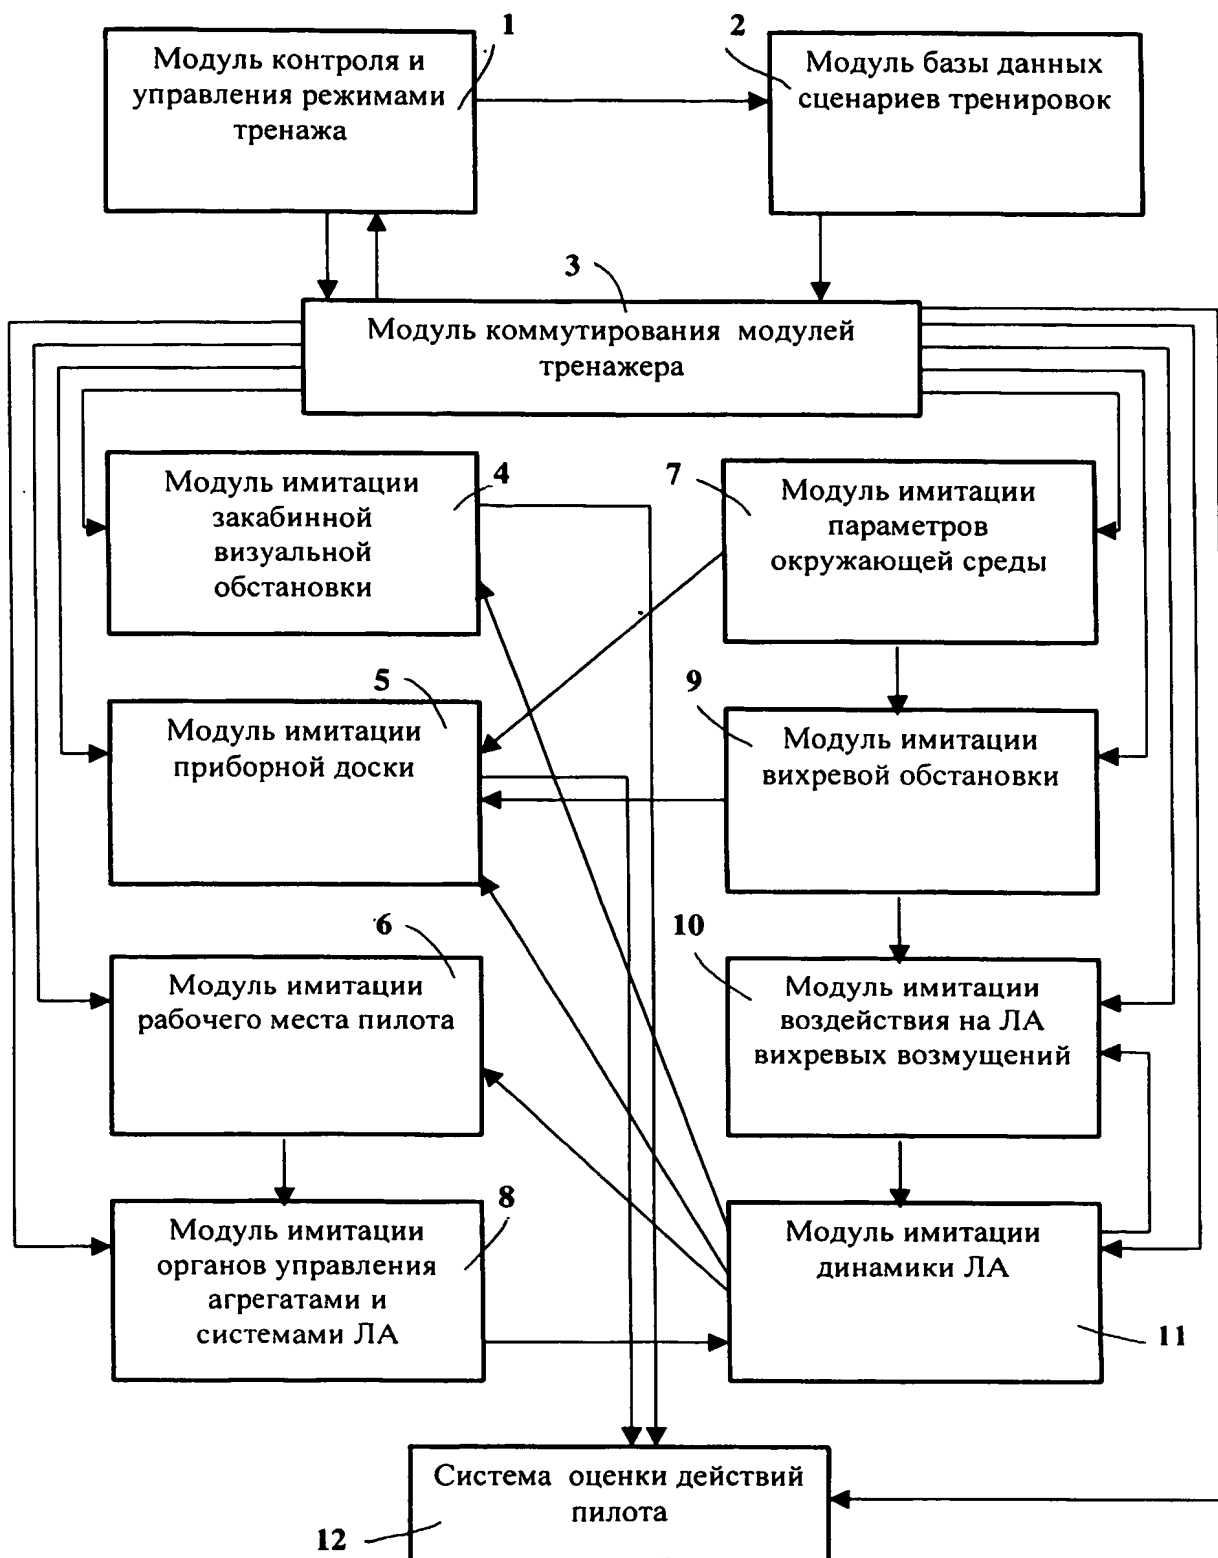 1
Модуль контроля и
управления режимами
тренажа
2
Модуль базы данных
сценариев тренировок
3
Модуль коммутирования модулей
тренажера
4
Модуль имитации
закабинной
визуальной
обстановки
7
Модуль имитации
параметров
окружающей среды
5
Модуль имитации
приборной доски
9
Модуль имитации
вихревой обстановки
6
Модуль имитации
рабочего места пилота
10
Модуль имитации
воздействия на ЛА
вихревых возмущений
8
Модуль имитации
органов управления
агрегатами и
системами ЛА
Модуль имитации
динамики ЛА
11
Система оценки действий
пилота
12